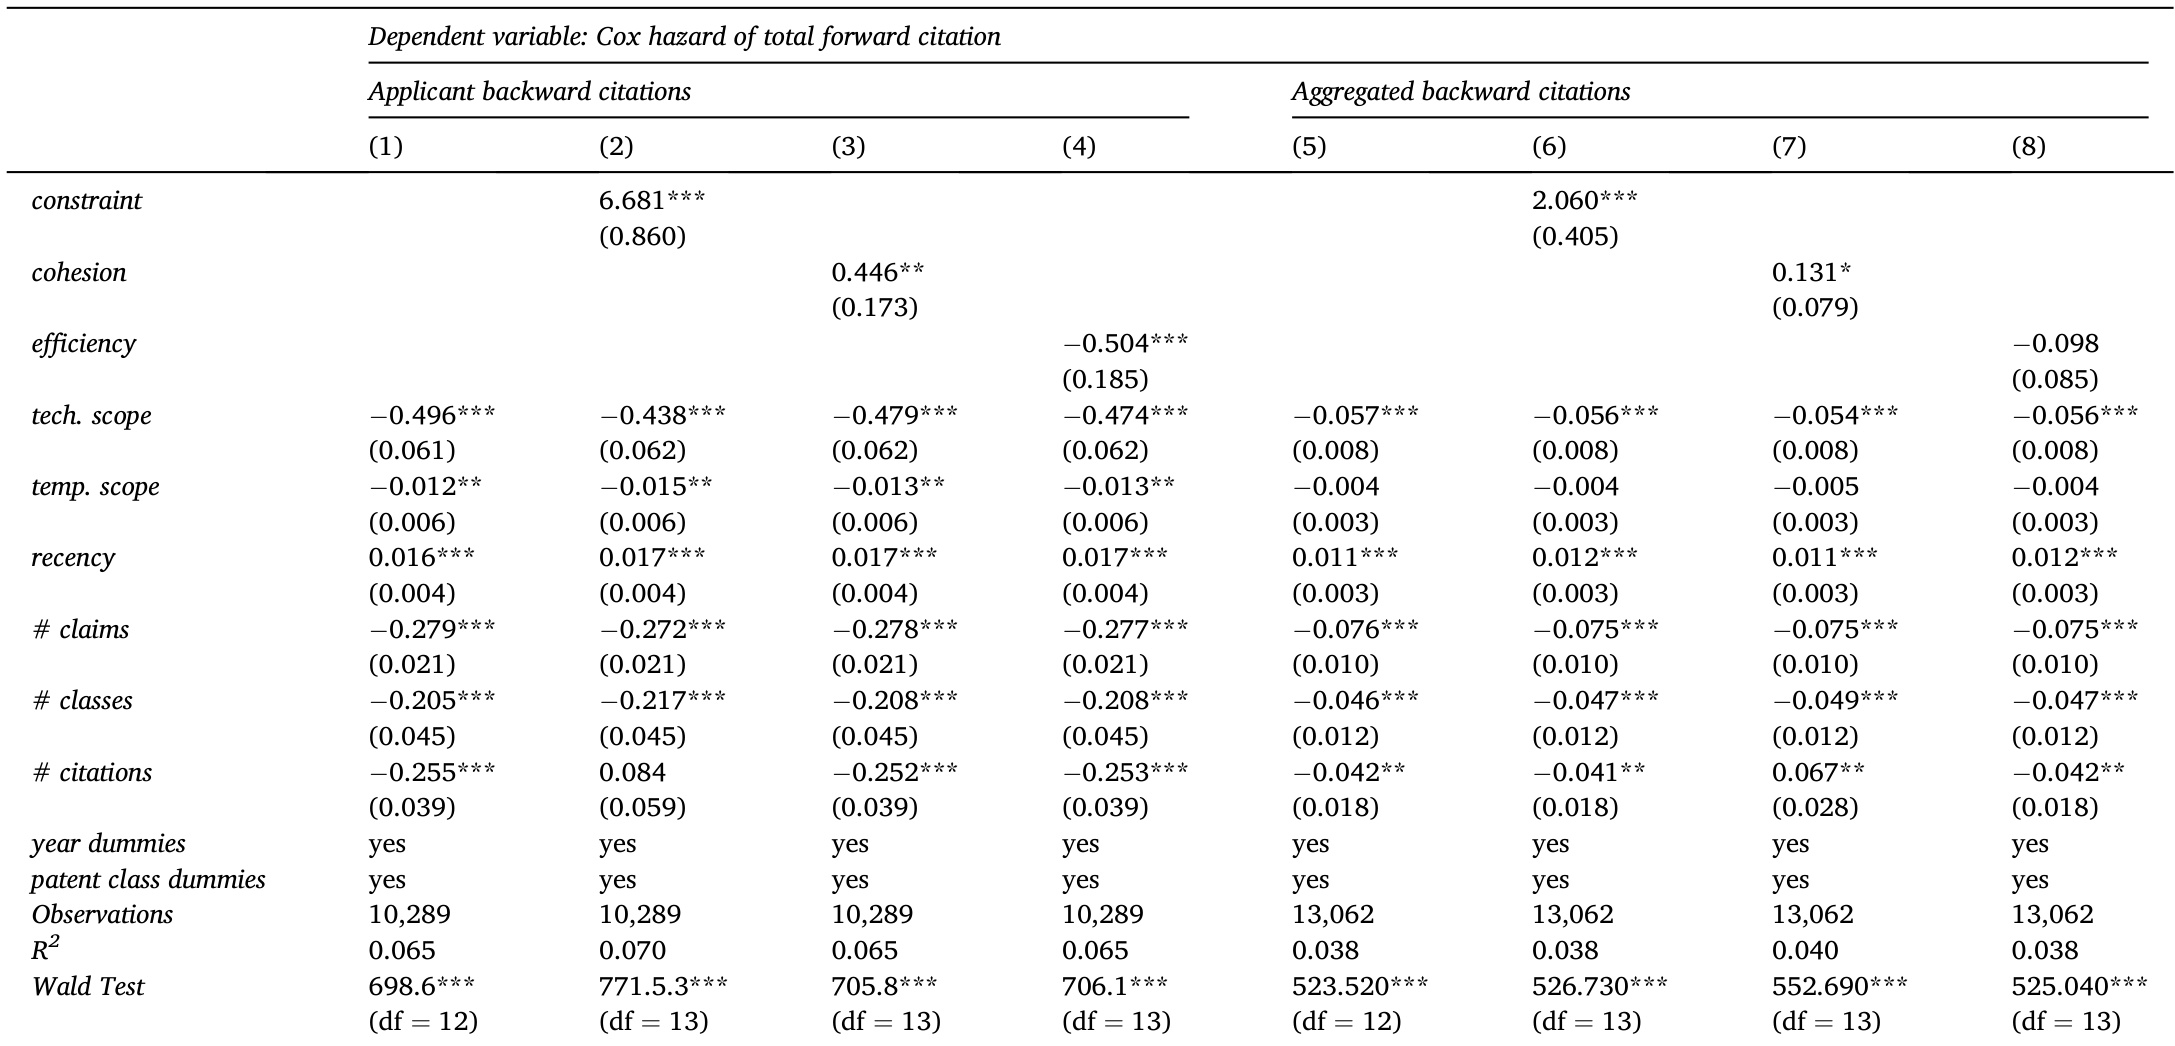 Dependent variable: Cox hazard of total forward citation
Applicant backward citations Aggregated backward citations
(1) (2) (3) (4) (5) (6) (7) (8)
constraint 6.681*** 2.060***
(0.860) (0.405)
cohesion 0.446** 0.131*
(0.173) (0.079)
efficiency −0.504*** −0.098
(0.185) (0.085)
tech. scope −0.496*** −0.438*** −0.479*** −0.474*** −0.057*** −0.056*** −0.054*** −0.056***
(0.061) (0.062) (0.062) (0.062) (0.008) (0.008) (0.008) (0.008)
temp. scope −0.012** −0.015** −0.013** −0.013** −0.004 −0.004 −0.005 −0.004
(0.006) (0.006) (0.006) (0.006) (0.003) (0.003) (0.003) (0.003)
recency 0.016*** 0.017*** 0.017*** 0.017*** 0.011*** 0.012*** 0.011*** 0.012***
(0.004) (0.004) (0.004) (0.004) (0.003) (0.003) (0.003) (0.003)
# claims −0.279*** −0.272*** −0.278*** −0.277*** −0.076*** −0.075*** −0.075*** −0.075***
(0.021) (0.021) (0.021) (0.021) (0.010) (0.010) (0.010) (0.010)
# classes −0.205*** −0.217*** −0.208*** −0.208*** −0.046*** −0.047*** −0.049*** −0.047***
(0.045) (0.045) (0.045) (0.045) (0.012) (0.012) (0.012) (0.012)
# citations −0.255*** 0.084 −0.252*** −0.253*** −0.042** −0.041** 0.067** −0.042**
(0.039) (0.059) (0.039) (0.039) (0.018) (0.018) (0.028) (0.018)
year dummies yes yes yes yes yes yes yes yes
patent class dummies yes yes yes yes yes yes yes yes
Observations 10,289 10,289 10,289 10,289 13,062 13,062 13,062 13,062
R² 0.065 0.070 0.065 0.065 0.038 0.038 0.040 0.038
Wald Test 698.6*** 771.5.3*** 705.8*** 706.1*** 523.520*** 526.730*** 552.690*** 525.040***
(df = 12) (df = 13) (df = 13) (df = 13) (df = 12) (df = 13) (df = 13) (df = 13)